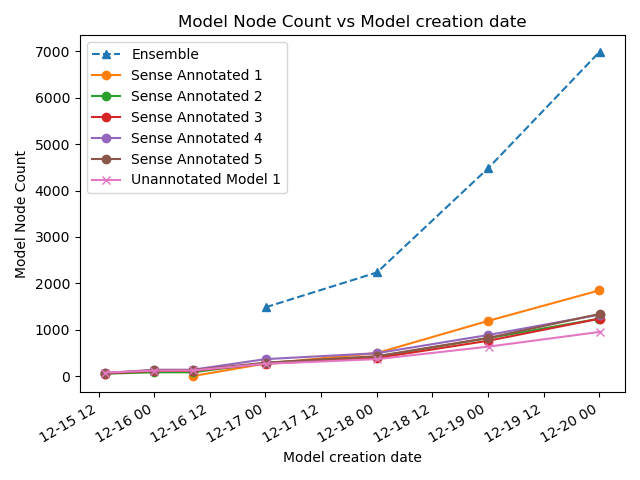 Model Node Count vs Model creation date
Ensemble
Sense Annotated 1
Sense Annotated 2
Sense Annotated 3
Sense Annotated 4
Sense Annotated 5
Unannotated Model 1
Model Node Count
7000
6000
5000
4000
3000
2000
1000
0
12-15 12
12-16 00
12-16 12
12-17 00
12-17 12
12-18 00
12-18 12
12-19 00
12-19 12
12-20 00
Model creation date